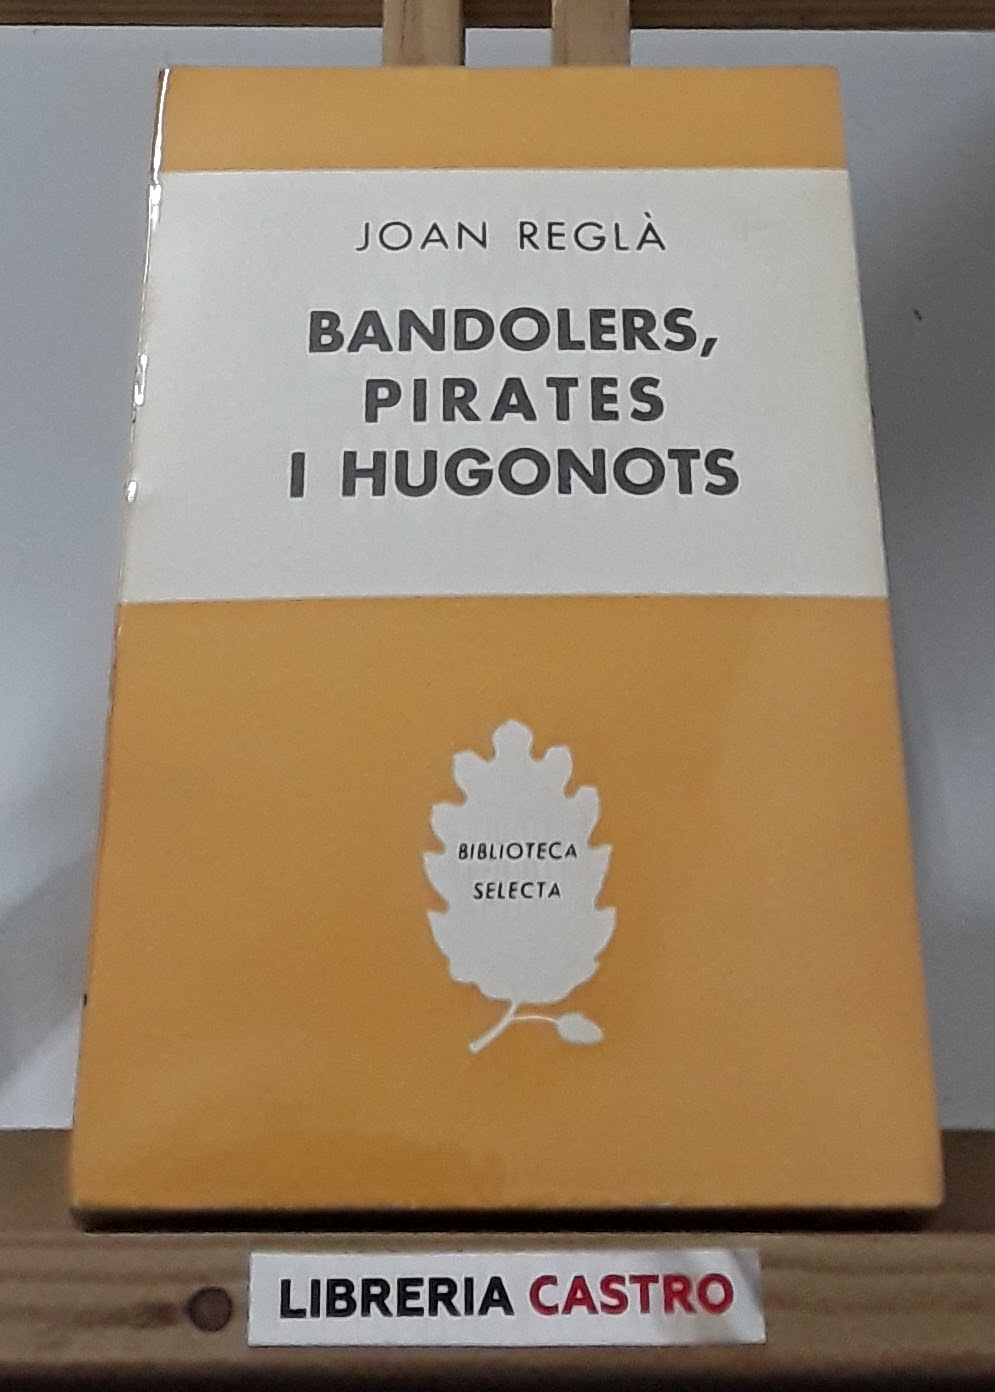 JOAN REGLÀ
BANDOLERS,
PIRATES
I HUGONOTS
BIBLIOTECA
SELECTA
LIBRERIA CASTRO